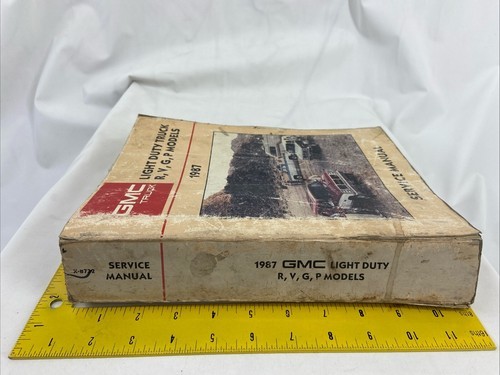 LIGHT DUTY TRUCK
R, V, G, P MODELS
1987
GMC
TRUCK
SERVICE MANUAL
SERVICE
MANUAL
1987 GMC LIGHT DUTY
R, V, G, P MODELS
1 2 3 4 5 6 7 8 9 10 11